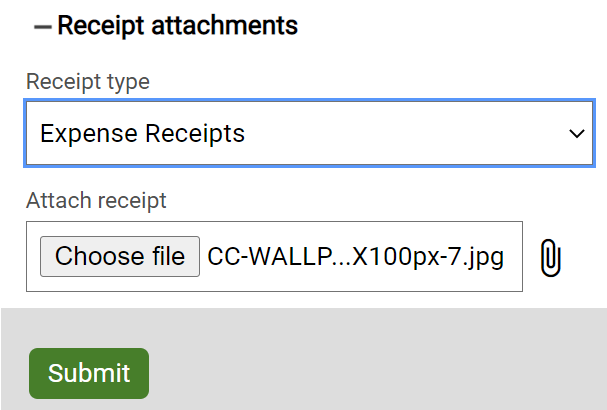 Receipt attachments
Receipt type
Expense Receipts
Attach receipt
Choose file CC-WALLP...X100px-7.jpg
Submit